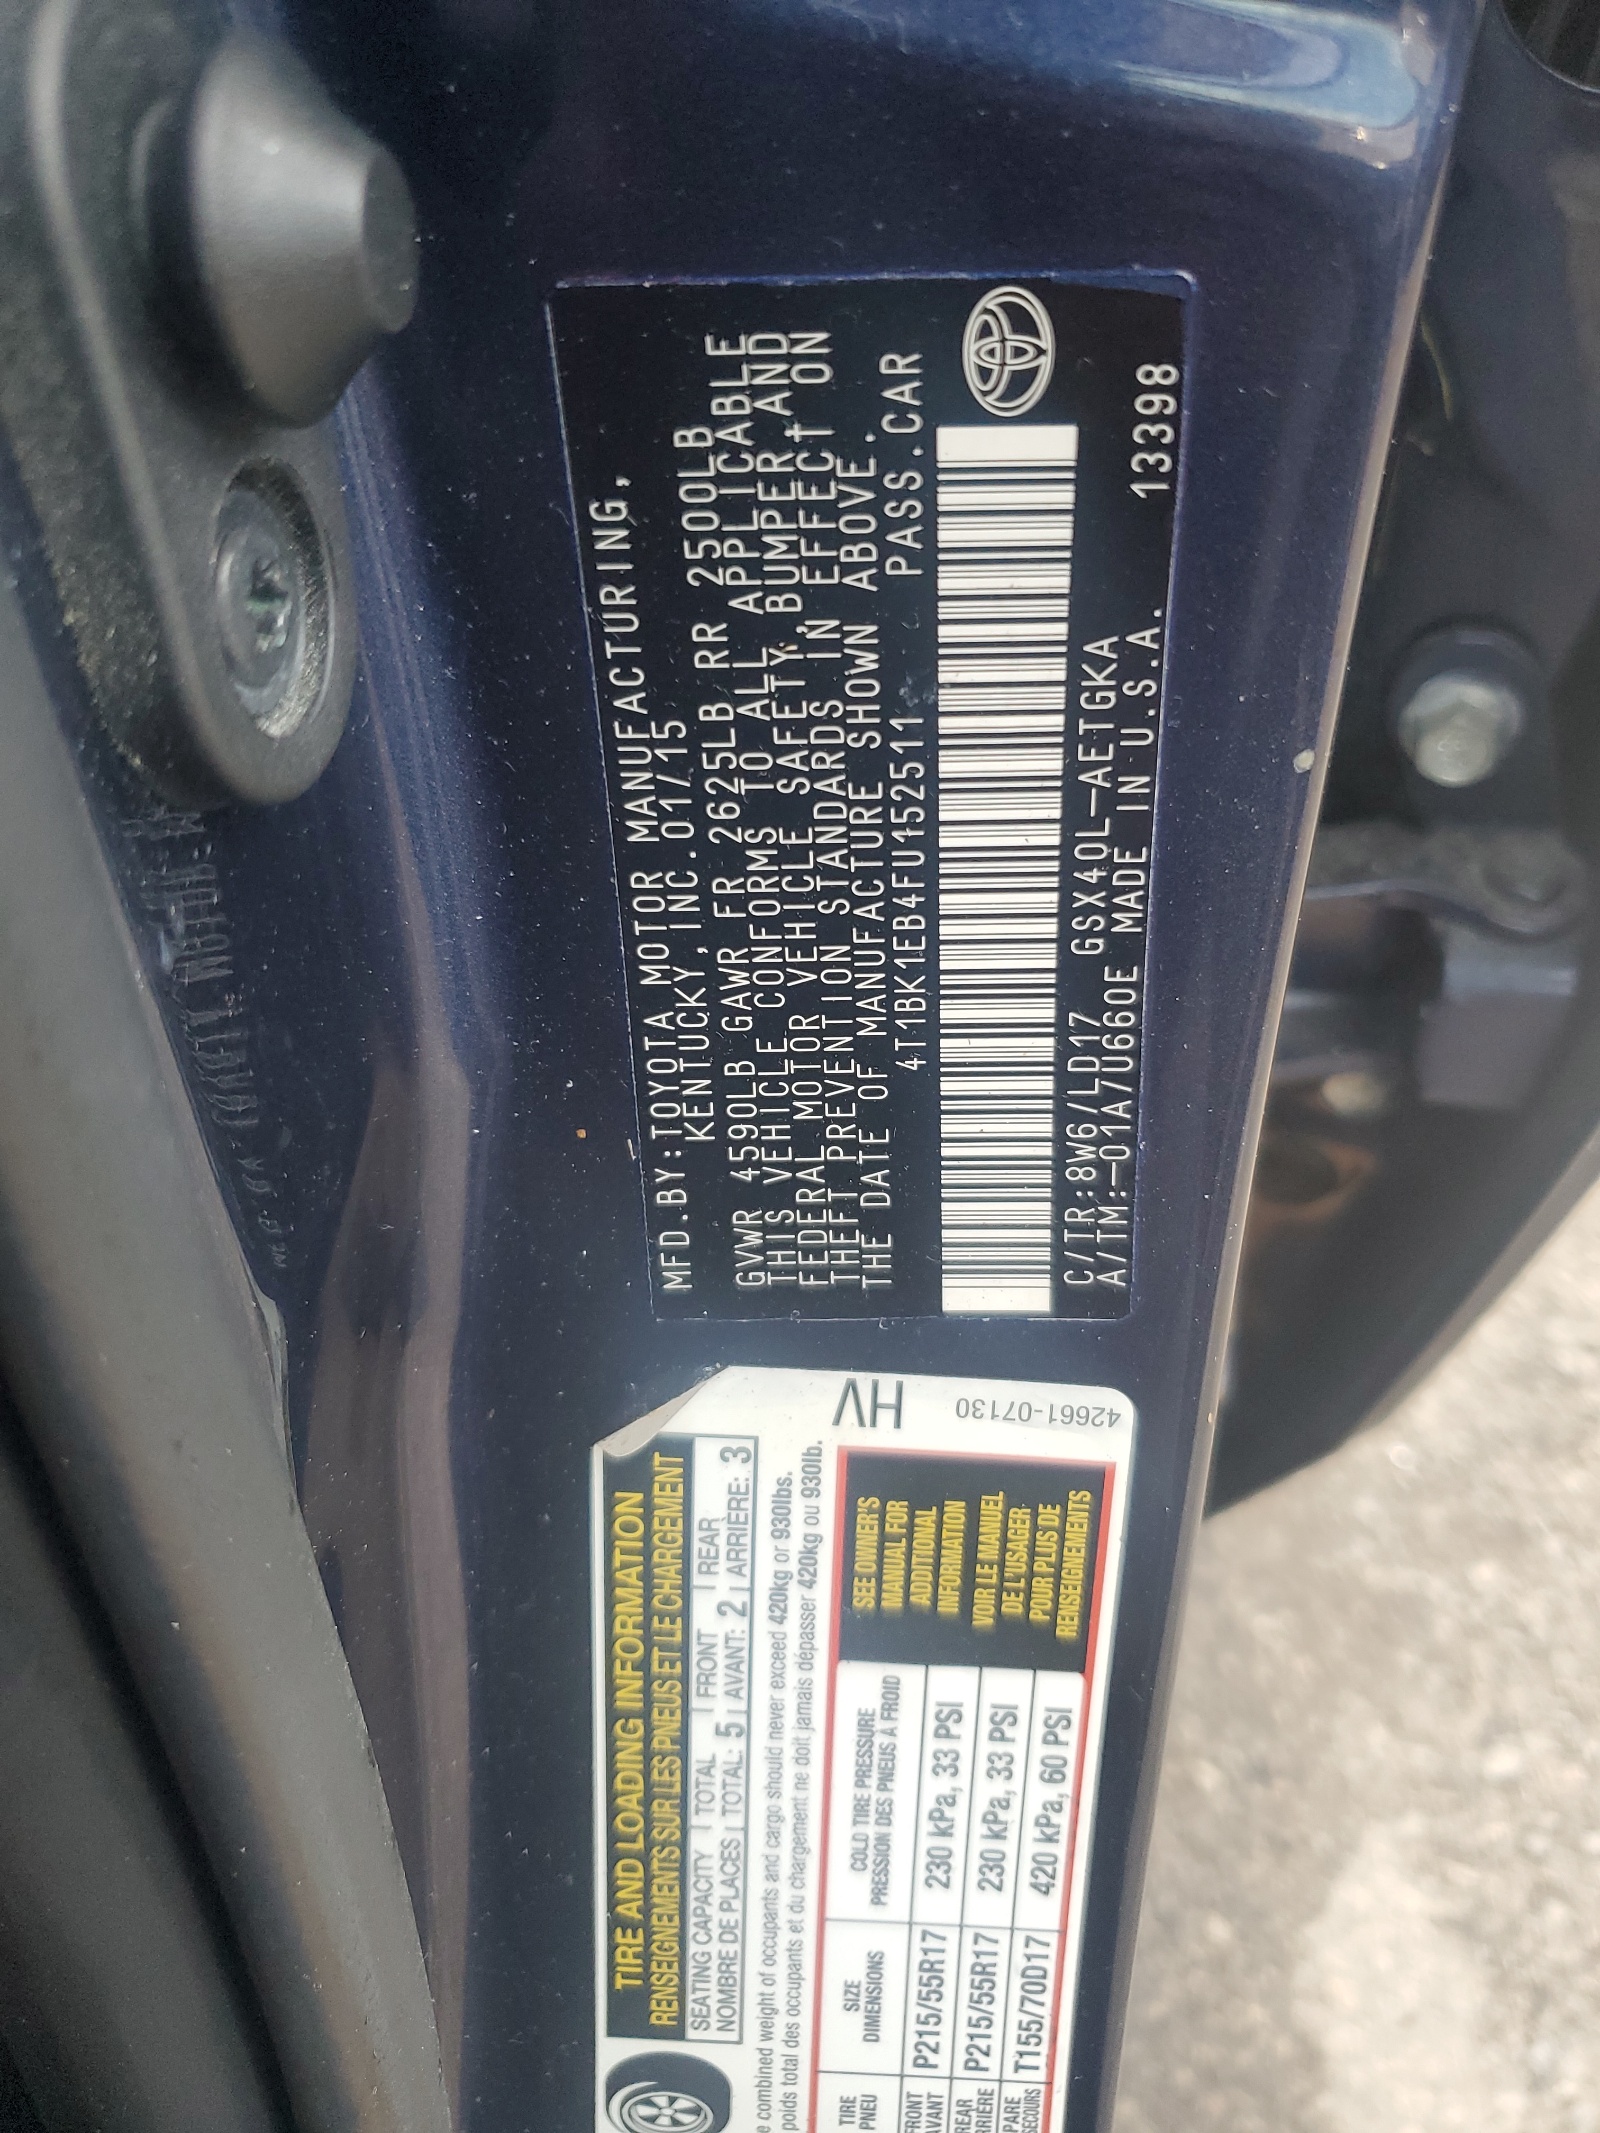 MFD.BY:TOYOTA MOTOR MANUFACTURING,
KENTUCKY,INC.01/15
GVWR 4590LB GAWR FR 2625LB RR 2500LB
THIS VEHICLE CONFORMS TO ALL APPLICABLE
FEDERAL MOTOR VEHICLE SAFETY,BUMPER,AND
THEFT PREVENTION STANDARDS IN EFFECT ON
THE DATE OF MANUFACTURE SHOWN ABOVE.
4T1BK1EB4FU152511 PASS.CAR
C/TR:8W6/LD17 GSX40L-AETGKA
A/TM:-01A/U660E MADE IN U.S.A. 13398
TIRE AND LOADING INFORMATION
RENSEIGNEMENTS SUR LES PNEUS ET LE CHARGEMENT
SEATING CAPACITY TOTAL FRONT REAR
NOMBRE DE PLACES TOTAL: 5 AVANT: 2 ARRIÈRE: 3
combined weight of occupants and cargo should never exceed 420kg or 930lbs.
poids total des occupants et du chargement ne doit jamais dépasser 420kg ou 930lb.
HV
42661-07130
TIRE SIZE COLD TIRE PRESSURE
PNEU DIMENSIONS PRESSION DES PNEUS À FROID
FRONT
AVANT P215/55R17 230 kPa, 33 PSI
REAR
RRIÈRE P215/55R17 230 kPa, 33 PSI
PARE
SECOURS T155/70D17 420 kPa, 60 PSI
SEE OWNER'S
MANUAL FOR
ADDITIONAL
INFORMATION
VOIR LE MANUEL
DE L'USAGER
POUR PLUS DE
RENSEIGNEMENTS